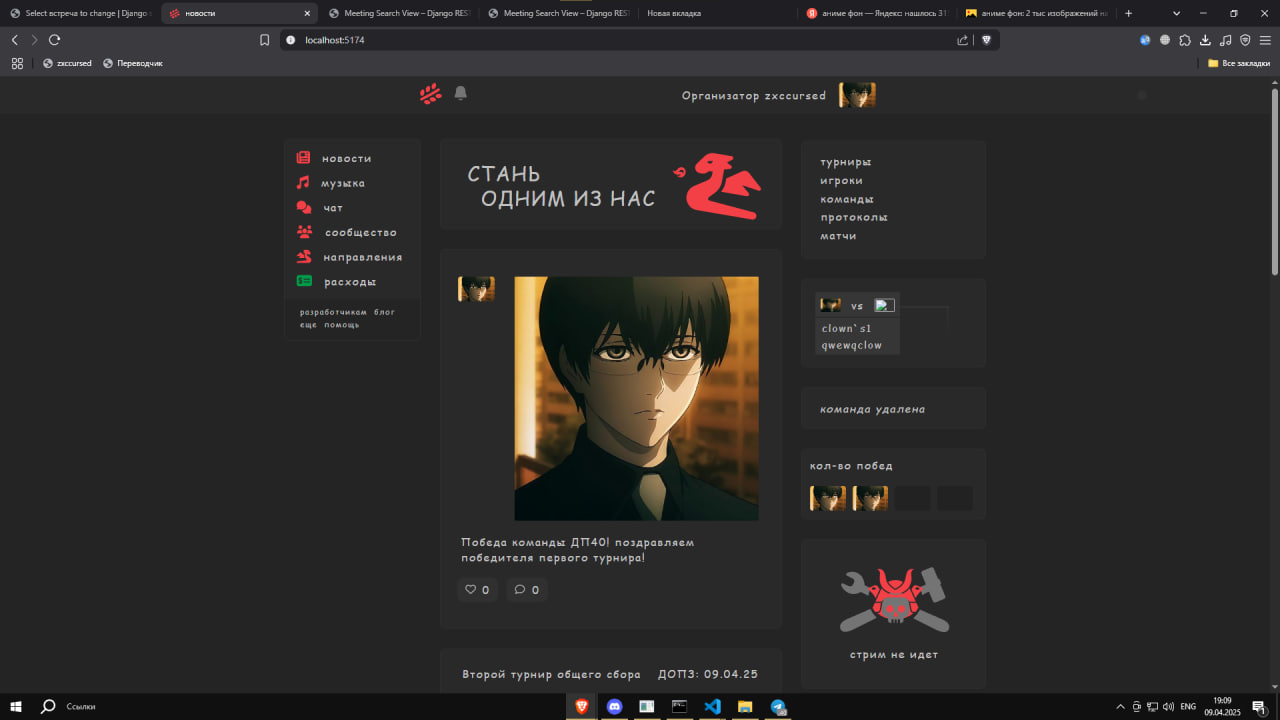 Select встреча to change | Django s
новости
Meeting Search View – Django RES
Meeting Search View – Django RES
Новая вкладка
аниме фон — Яндекс: нашлось 31
аниме фон: 2 тыс изображений на
localhost:5174
zxccursed
Переводчик
Все закладки
Организатор zxccursed
новости
музыка
чат
сообщество
направления
расходы
разработчикам блог
еще помощь
СТАНЬ
ОДНИМ ИЗ НАС
Победа команды ДП40! поздравляем
победителя первого турнира!
0
0
Второй турнир общего сбора
ДОПЗ: 09.04.25
турниры
игроки
команды
протоколы
матчи
vs
clown`s1
qwewqclow
команда удалена
кол-во побед
стрим не идет
Ссылки
ENG
19:09
09.04.2025